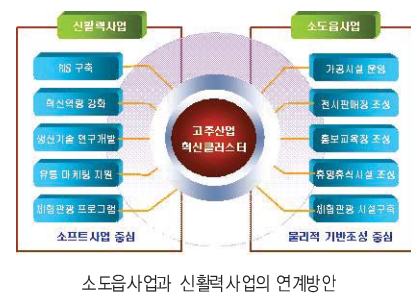 신활력사업
소도읍사업
RIS 구축
혁신역량 강화
생산기술 연구개발
유통 마케팅 지원
체험관광 프로그램
고추산업
혁신클러스터
가공시설 운영
전시판매장 조성
홍보교육장 조성
휴양휴식시설 조성
체험관광 시설구축
소프트사업 중심
물리적 기반조성 중심
소도읍사업과 신활력사업의 연계방안